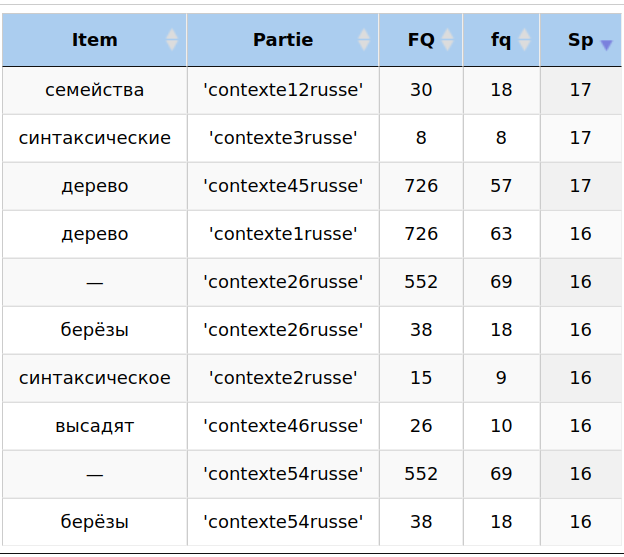 Item Partie FQ fq Sp
семейства 'contexte12russe' 30 18 17
синтаксические 'contexte3russe' 8 8 17
дерево 'contexte45russe' 726 57 17
дерево 'contexte1russe' 726 63 16
— 'contexte26russe' 552 69 16
берёзы 'contexte26russe' 38 18 16
синтаксическое 'contexte2russe' 15 9 16
высадят 'contexte46russe' 26 10 16
— 'contexte54russe' 552 69 16
берёзы 'contexte54russe' 38 18 16